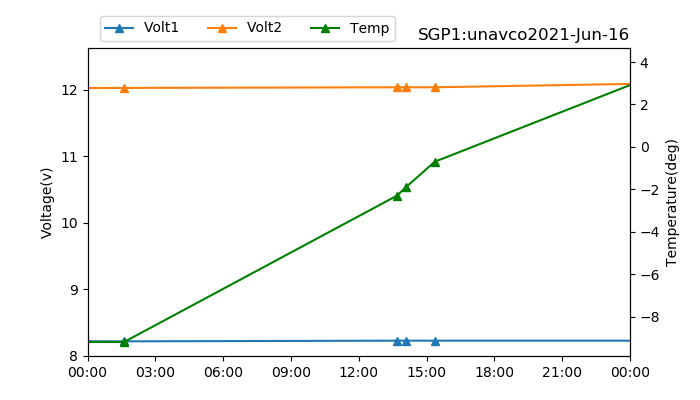 Volt1 Volt2 Temp
SGP1:unavco2021-Jun-16
Voltage(v)
12
11
10
9
8
4
2
0
−2
−4
−6
−8
Temperature(deg)
00:00 03:00 06:00 09:00 12:00 15:00 18:00 21:00 00:00